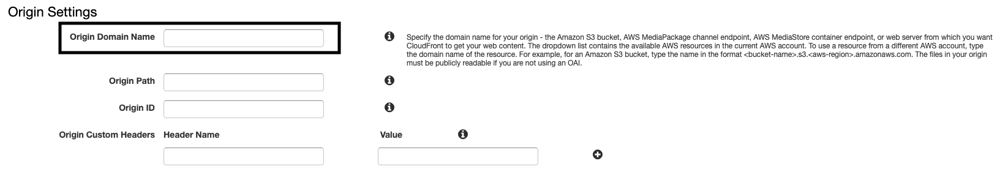 Origin Settings
Origin Domain Name
Specify the domain name for your origin - the Amazon S3 bucket, AWS MediaPackage channel endpoint, AWS MediaStore container endpoint, or web server from which you want
CloudFront to get your web content. The dropdown list contains the available AWS resources in the current AWS account. To use a resource from a different AWS account, type
the domain name of the resource. For example, for an Amazon S3 bucket, type the name in the format <bucket-name>.s3.<aws-region>.amazonaws.com. The files in your origin
must be publicly readable if you are not using an OAI.
Origin Path
Origin ID
Origin Custom Headers Header Name Value